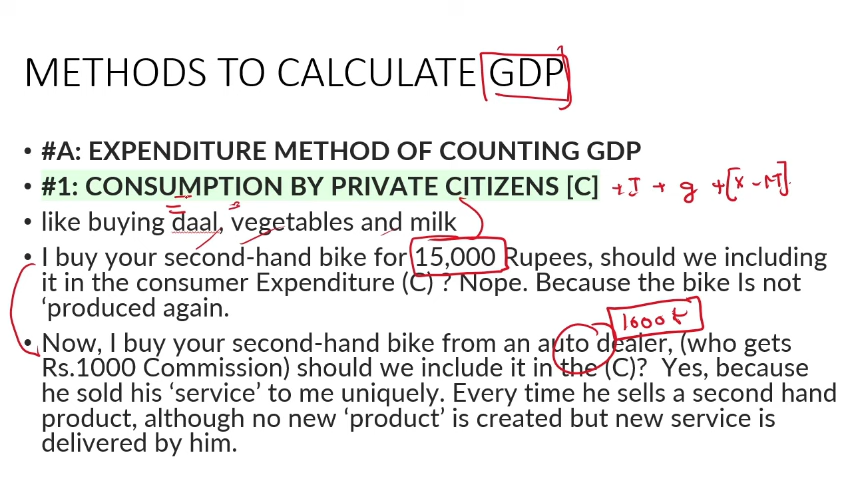 METHODS TO CALCULATE GDP
• #A: EXPENDITURE METHOD OF COUNTING GDP
• #1: CONSUMPTION BY PRIVATE CITIZENS [C] + I + g + [X - M]
• like buying daal, vegetables and milk
• I buy your second-hand bike for 15,000 Rupees, should we including
it in the consumer Expenditure (C) ? Nope. Because the bike Is not
‘produced again.
1000 ₹
• Now, I buy your second-hand bike from an auto dealer, (who gets
Rs.1000 Commission) should we include it in the (C)? Yes, because
he sold his ‘service’ to me uniquely. Every time he sells a second hand
product, although no new ‘product’ is created but new service is
delivered by him.